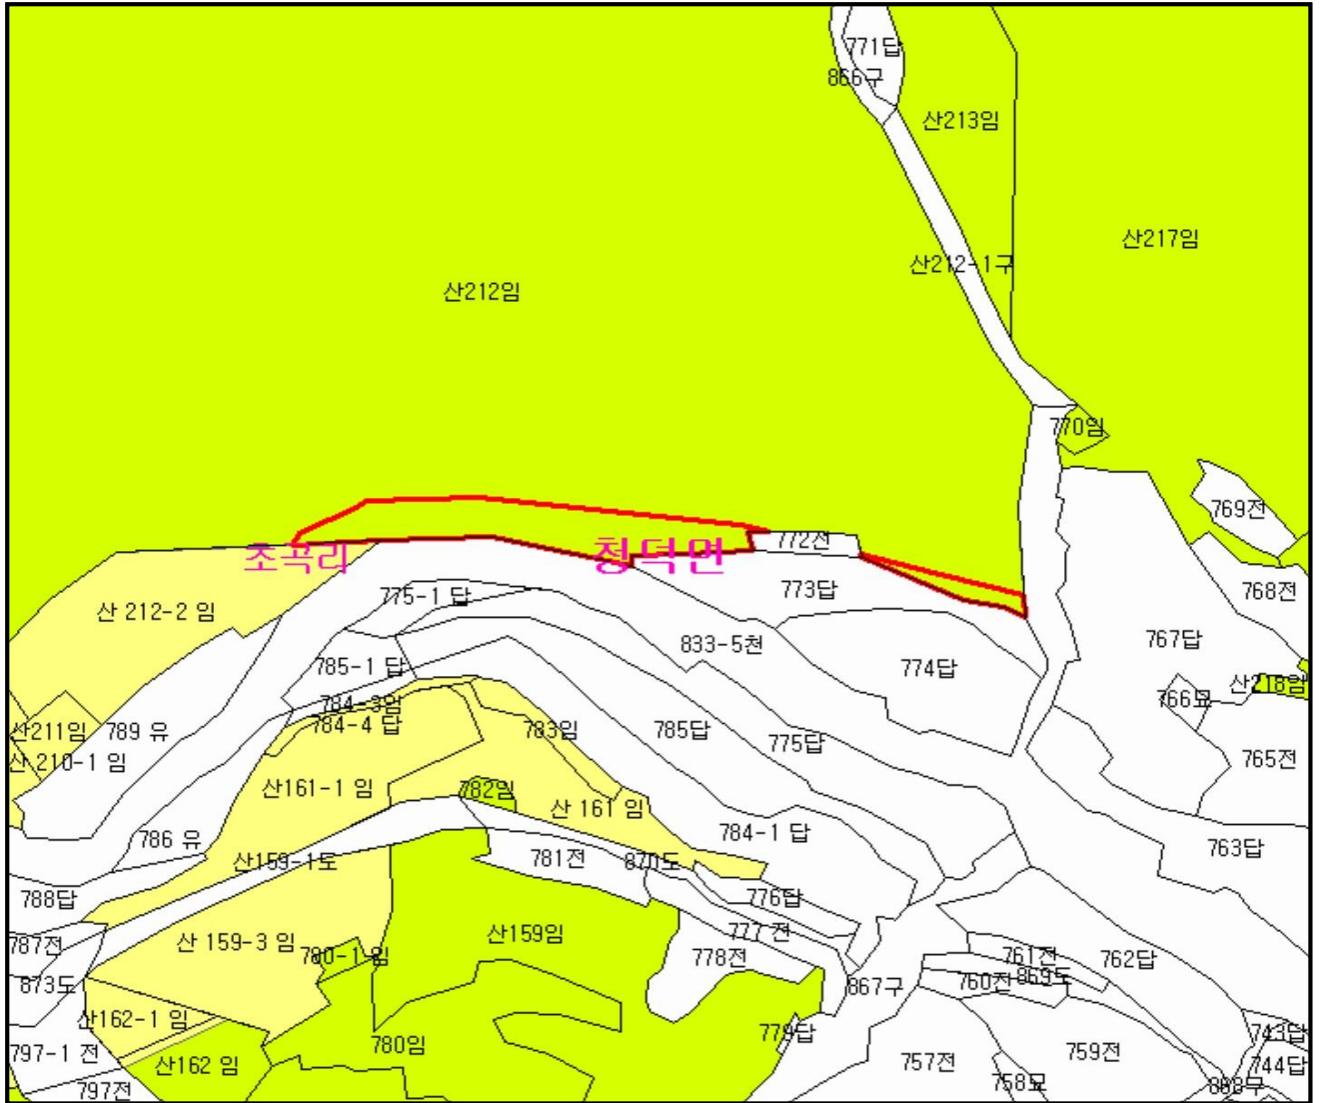 771답
866구
산213임
산217임
산212-1구
산212임
770임
769전
772전
청덕면
초곡리
773답
768전
775-1 답
산 212-2 임
833-5천
767답
774답
785-1 답
산218임
766묘
784-3임
784-4 답
783임
785답
775답
산211임
789 유
산 210-1 임
765전
산161-1 임
782임
산 161 임
784-1 답
786 유
763답
산159-1도
781전
870도
788답
776답
777 전
산159임
산 159-3 임
787전
780-1 임
778전
761전
762답
869도
760전
873도
867구
산162-1 임
779답
743답
780임
797-1 전
759전
757전
744답
산162 임
758묘
797전